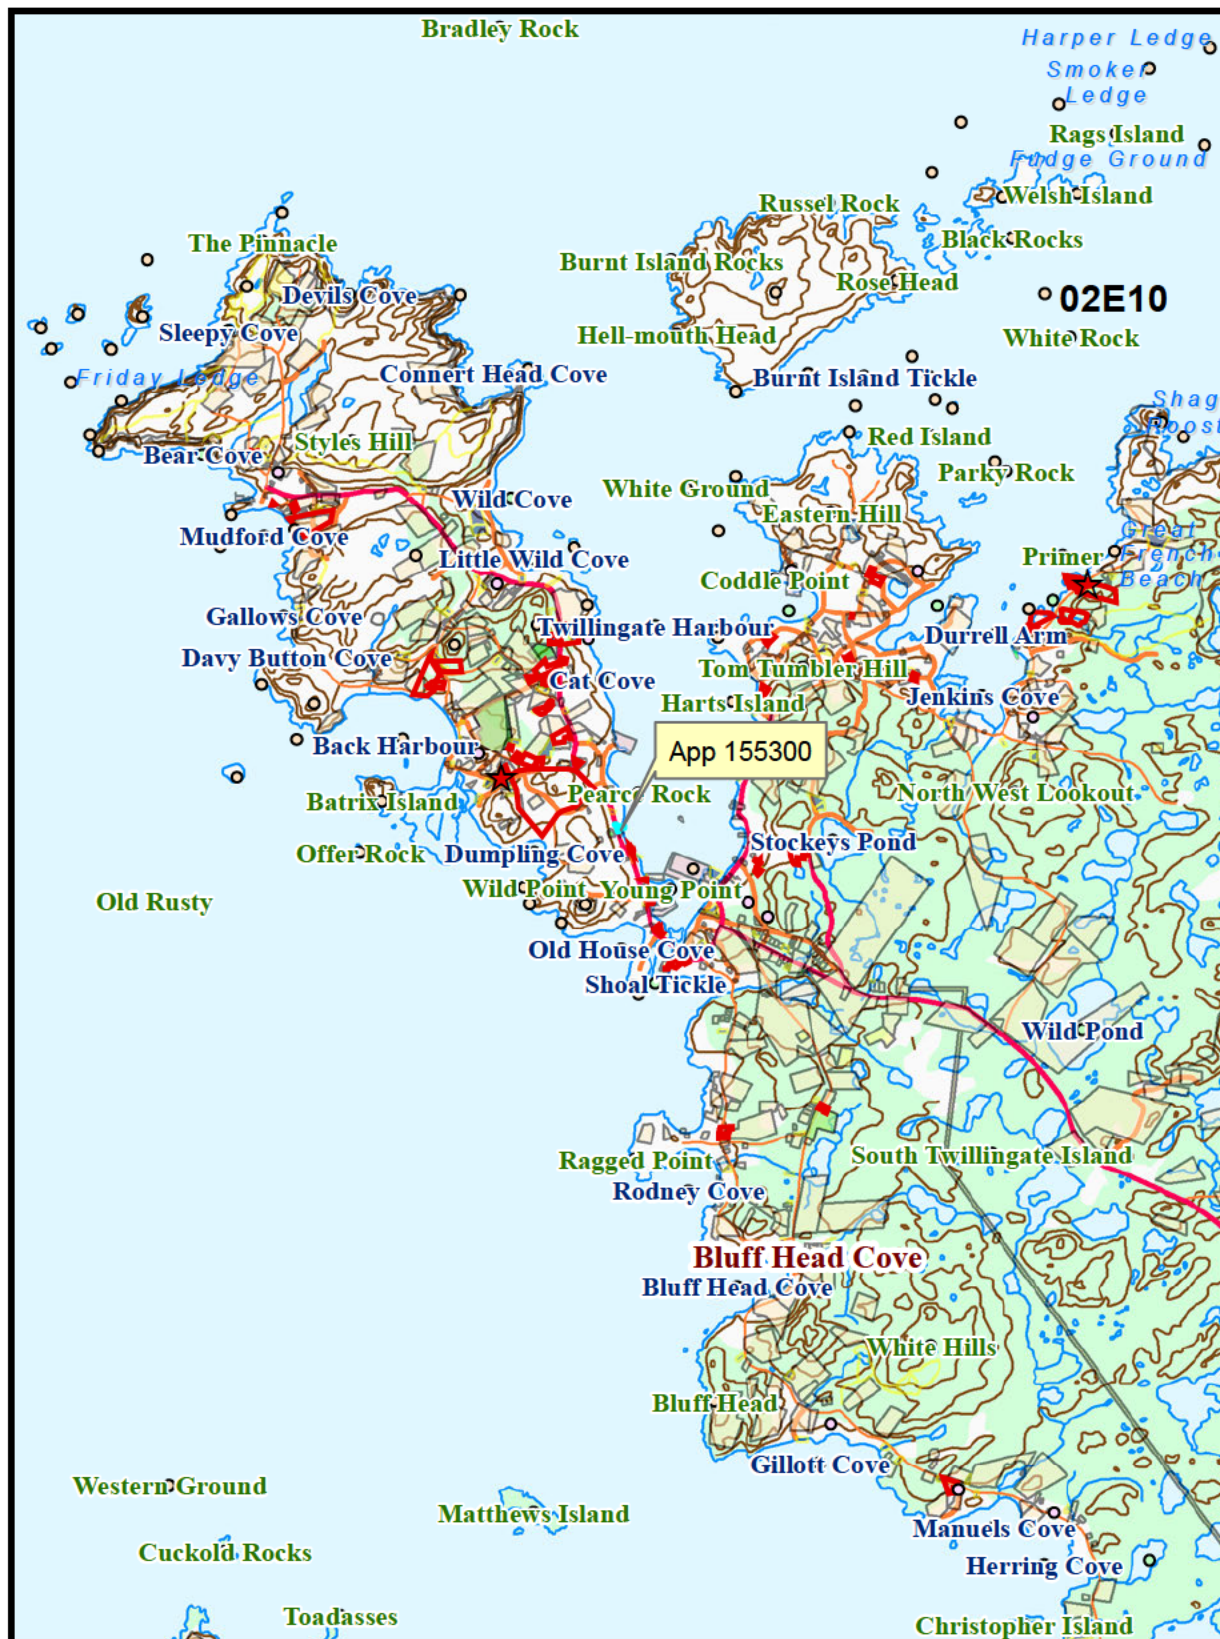 Bradley Rock
Harper Ledge
Smoker
Ledge
Rags Island
Fudge Ground
Welsh Island
Russel Rock
The Pinnacle
Black Rocks
Burnt Island Rocks
Rose Head
Devils Cove
02E10
Sleepy Cove
Hell-mouth Head
White Rock
Friday Ledge
Connert Head Cove
Burnt Island Tickle
Shag
Roost
Styles Hill
Red Island
Bear Cove
Parky Rock
White Ground
Wild Cove
Eastern Hill
Mudford Cove
Great
French
Beach
Little Wild Cove
Primer
Coddle Point
Gallows Cove
Twillingate Harbour
Durrell Arm
Davy Button Cove
Tom Tumbler Hill
Cat Cove
Jenkins Cove
Harts Island
Back Harbour
App 155300
Batrix Island
Pearce Rock
North West Lookout
Offer Rock
Dumpling Cove
Stockeys Pond
Wild Point
Young Point
Old Rusty
Old House Cove
Shoal Tickle
Wild Pond
Ragged Point
South Twillingate Island
Rodney Cove
Bluff Head Cove
Bluff Head Cove
White Hills
Bluff Head
Gillott Cove
Western Ground
Matthews Island
Manuels Cove
Cuckold Rocks
Herring Cove
Toadasses
Christopher Island